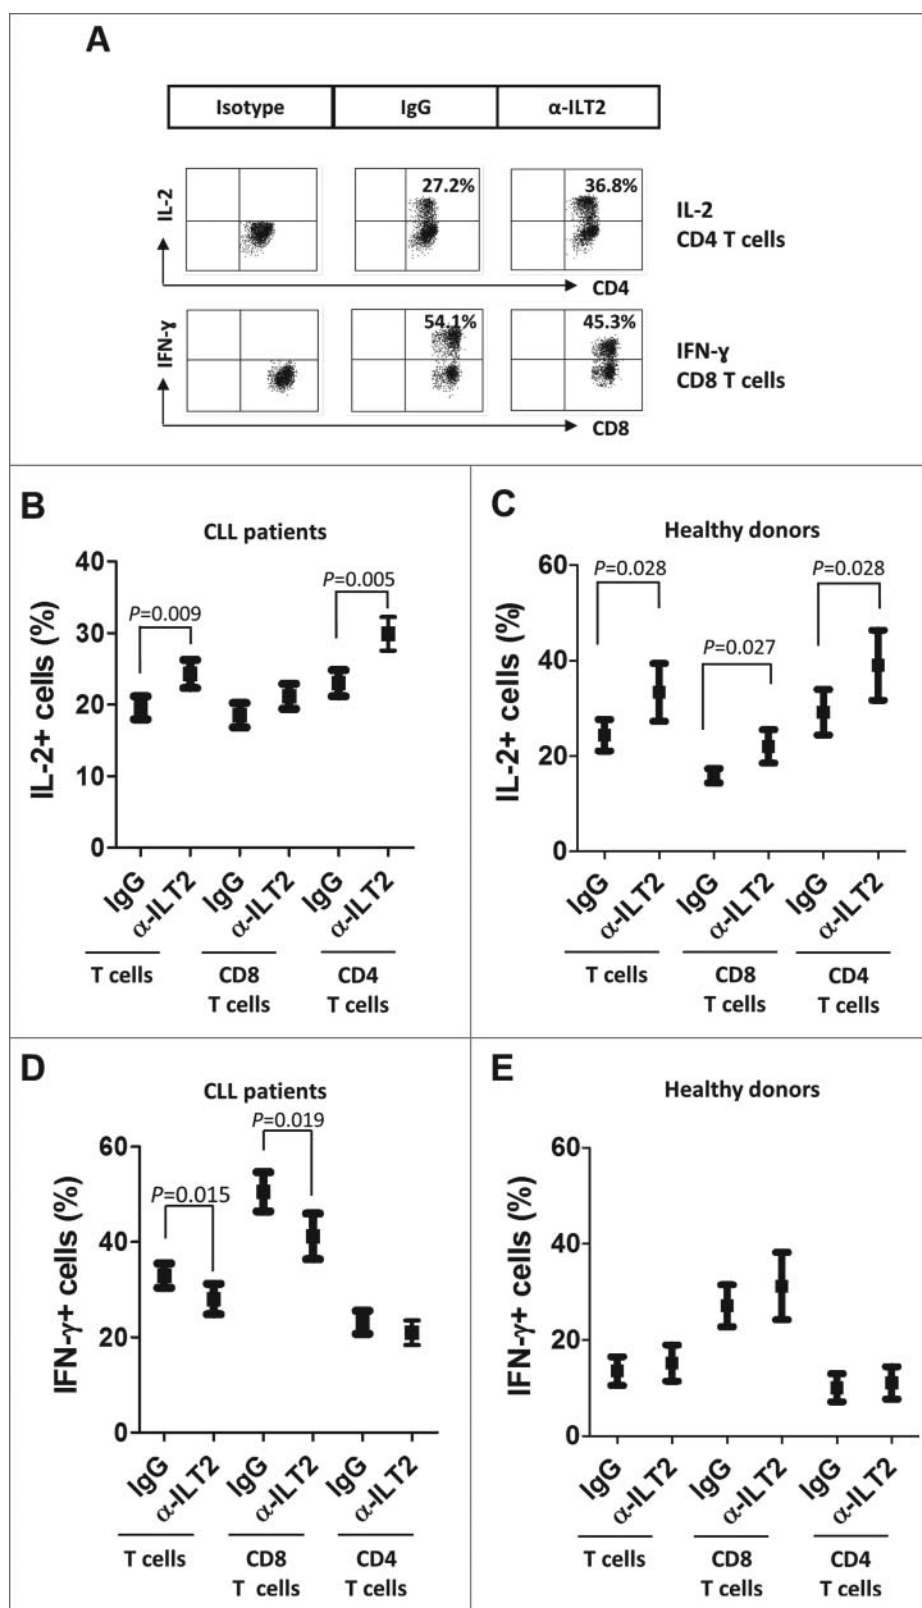 A
Isotype IgG α-ILT2
IL-2
27.2% 36.8%
IL-2
CD4 T cells
CD4
IFN-ɣ
54.1% 45.3%
IFN-ɣ
CD8 T cells
CD8
B
CLL patients
IL-2+ cells (%)
40
30
20
10
0
P=0.009
P=0.005
IgG α-ILT2 IgG α-ILT2 IgG α-ILT2
T cells CD8 CD4
T cells T cells
C
Healthy donors
IL-2+ cells (%)
60
40
20
0
P=0.028
P=0.027
P=0.028
IgG α-ILT2 IgG α-ILT2 IgG α-ILT2
T cells CD8 CD4
T cells T cells
D
CLL patients
IFN-γ+ cells (%)
60
40
20
0
P=0.015
P=0.019
IgG α-ILT2 IgG α-ILT2 IgG α-ILT2
T cells CD8 CD4
T cells T cells
E
Healthy donors
IFN-γ+ cells (%)
60
40
20
0
IgG α-ILT2 IgG α-ILT2 IgG α-ILT2
T cells CD8 CD4
T cells T cells